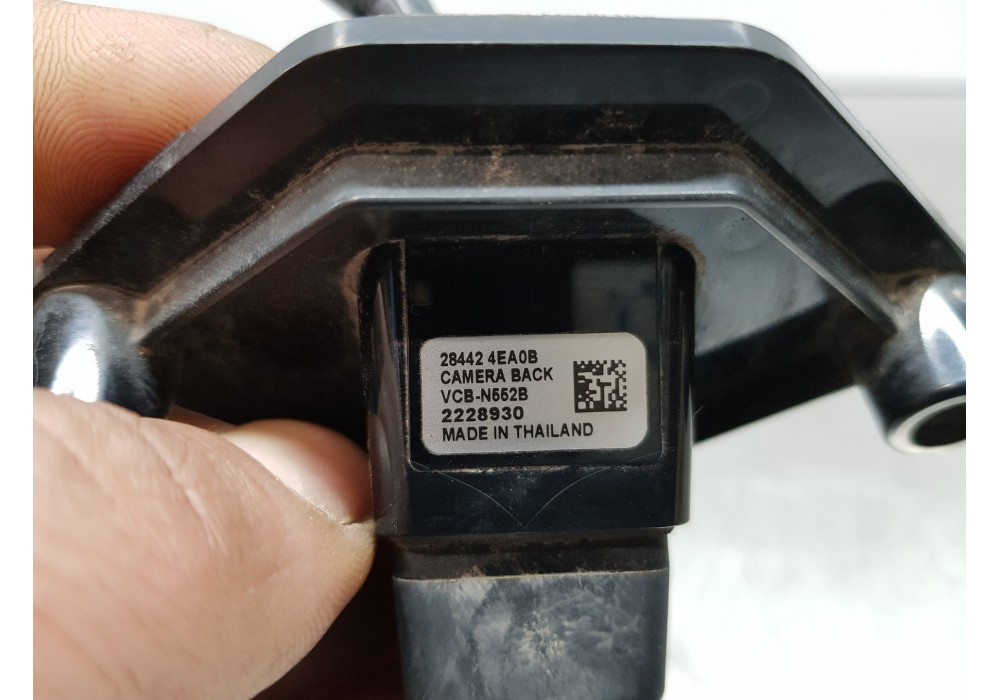 28442 4EA0B
CAMERA BACK
VCB-N552B
2228930
MADE IN THAILAND